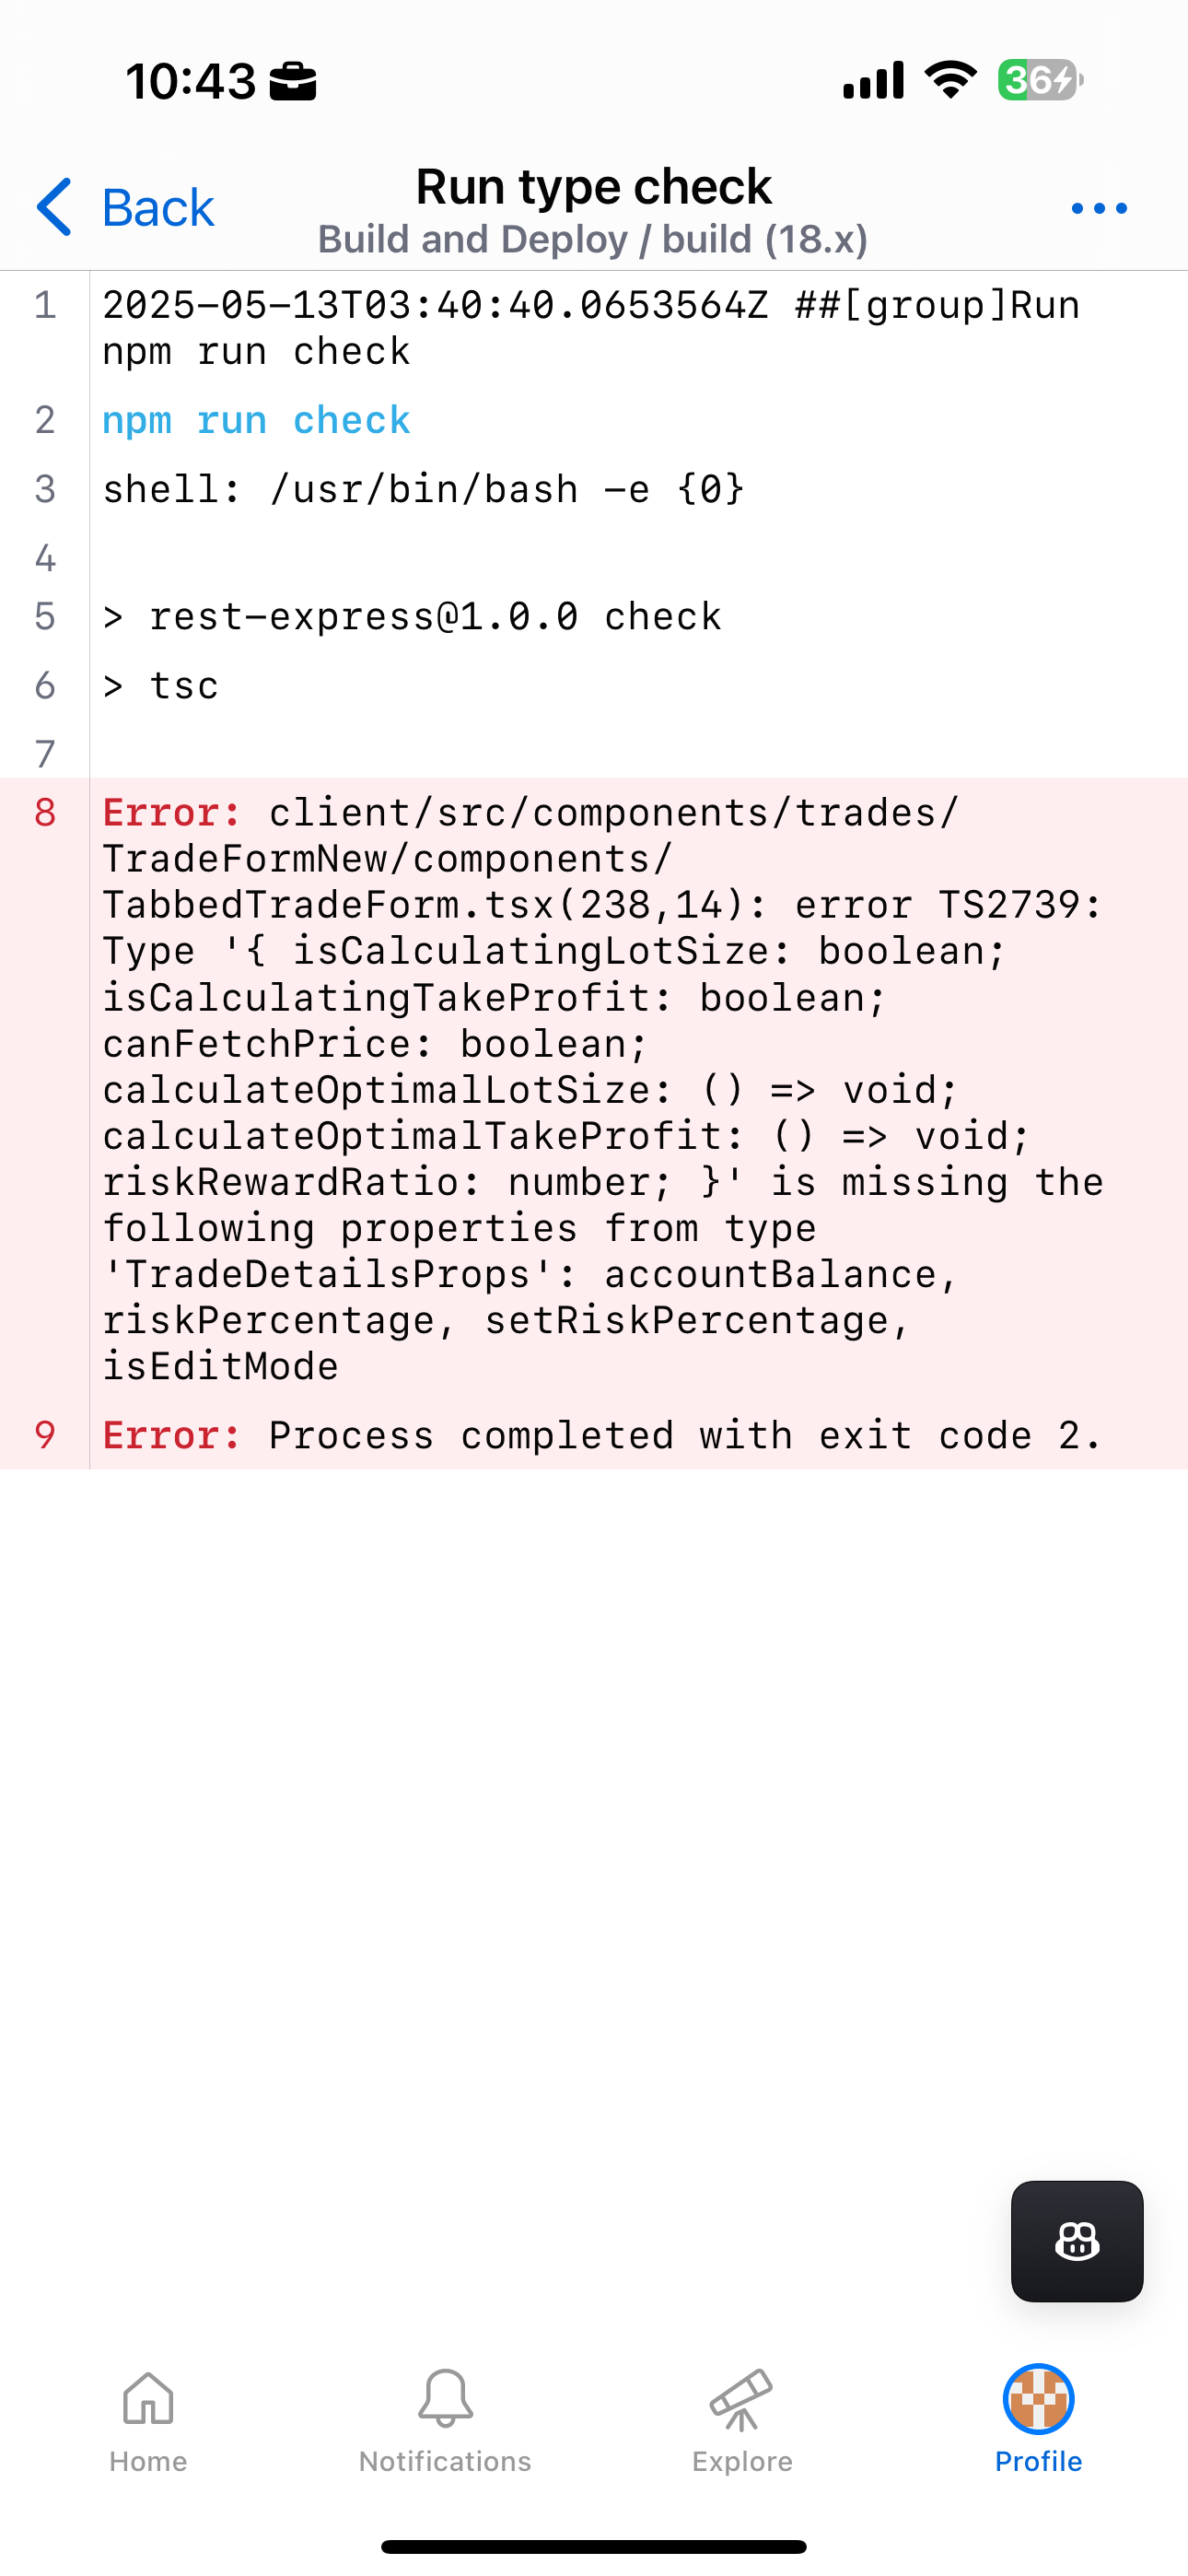 10:43
36
Back
Run type check
Build and Deploy / build (18.x)
1 2025-05-13T03:40:40.0653564Z ##[group]Run
npm run check
2 npm run check
3 shell: /usr/bin/bash -e {0}
4
5 > rest-express@1.0.0 check
6 > tsc
7
8 Error: client/src/components/trades/
TradeFormNew/components/
TabbedTradeForm.tsx(238,14): error TS2739:
Type '{ isCalculatingLotSize: boolean;
isCalculatingTakeProfit: boolean;
canFetchPrice: boolean;
calculateOptimalLotSize: () => void;
calculateOptimalTakeProfit: () => void;
riskRewardRatio: number; }' is missing the
following properties from type
'TradeDetailsProps': accountBalance,
riskPercentage, setRiskPercentage,
isEditMode
9 Error: Process completed with exit code 2.
Home
Notifications
Explore
Profile